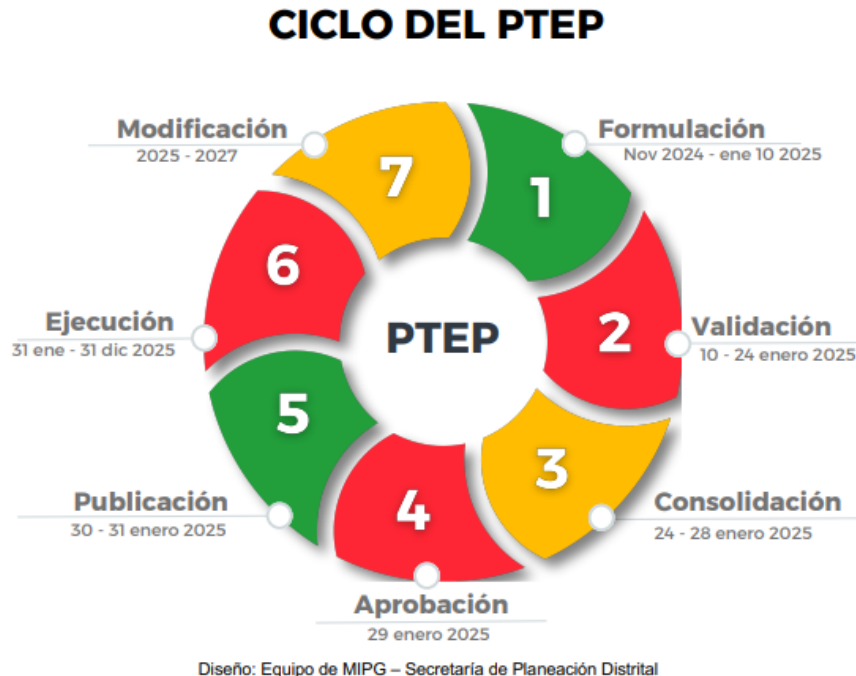 CICLO DEL PTEP
1
Formulación
Nov 2024 - ene 10 2025
2
Validación
10 - 24 enero 2025
3
Consolidación
24 - 28 enero 2025
4
Aprobación
29 enero 2025
5
Publicación
30 - 31 enero 2025
6
Ejecución
31 ene - 31 dic 2025
7
Modificación
2025 - 2027
PTEP
Diseño: Equipo de MIPG – Secretaría de Planeación Distrital